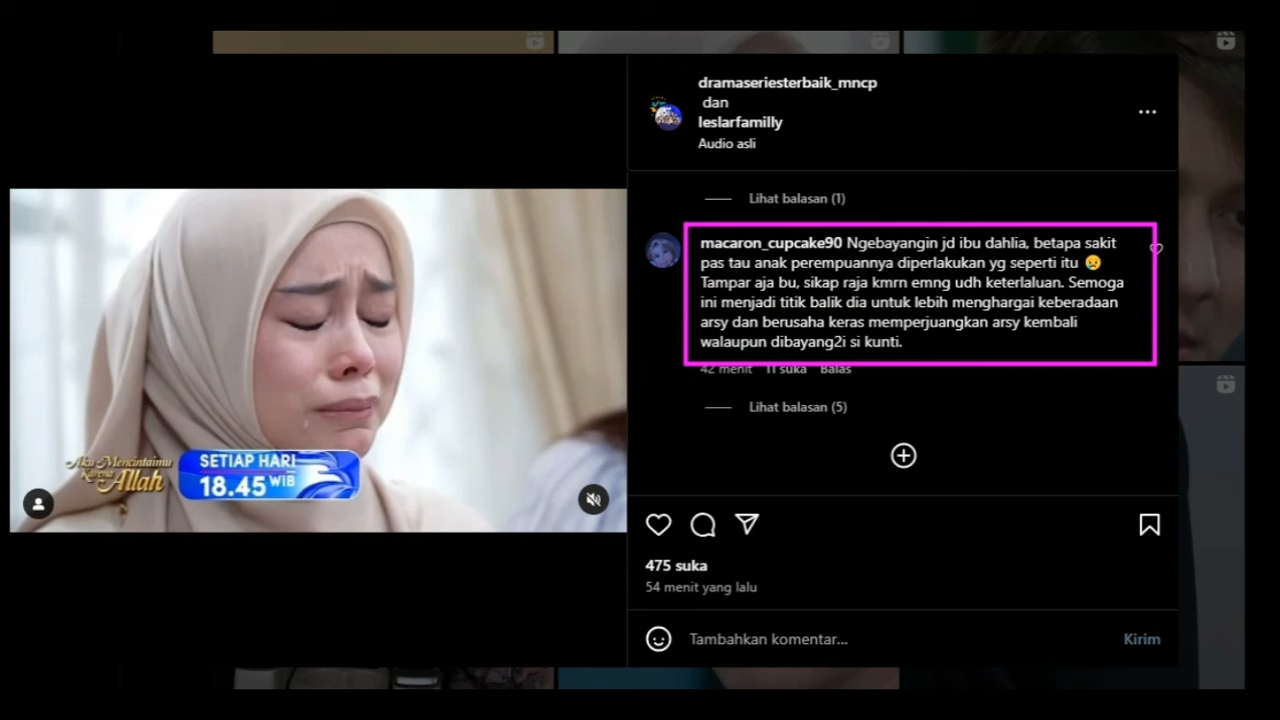 dramaseriesterbaik_mncp
dan
leslarfamilly
Audio asli
Lihat balasan (1)
macaron_cupcake90 Ngebayangin jd ibu dahlia, betapa sakit
pas tau anak perempuannya diperlakukan yg seperti itu 😢
Tampar aja bu, sikap raja kmrn emng udh keterlaluan. Semoga
ini menjadi titik balik dia untuk lebih menghargai keberadaan
arsy dan berusaha keras memperjuangkan arsy kembali
walaupun dibayang2i si kunti.
42 menit 11 suka Balas
Lihat balasan (5)
Aku Mencintaimu
Karena
Allah
SETIAP HARI
18.45 WIB
475 suka
54 menit yang lalu
Tambahkan komentar...
Kirim